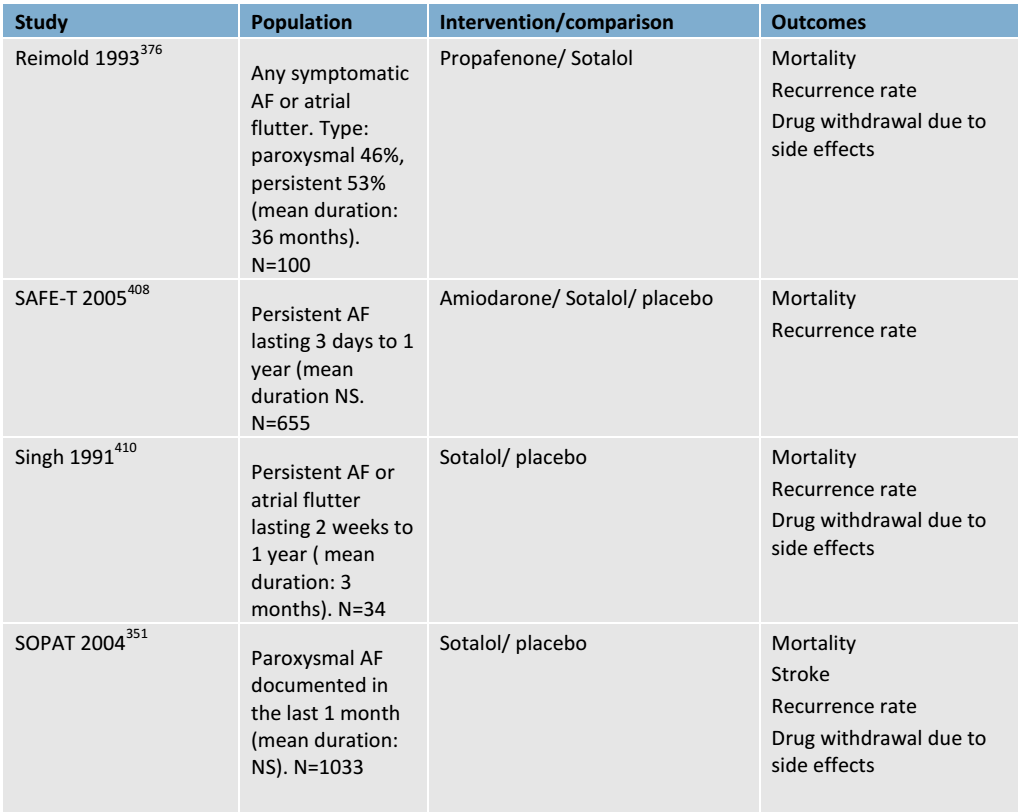 Study Population Intervention/comparison Outcomes
Reimold 1993376
Any symptomatic
AF or atrial
flutter. Type:
paroxysmal 46%,
persistent 53%
(mean duration:
36 months).
N=100
Propafenone/ Sotalol
Mortality
Recurrence rate
Drug withdrawal due to
side effects
SAFE-T 2005408
Persistent AF
lasting 3 days to 1
year (mean
duration NS.
N=655
Amiodarone/ Sotalol/ placebo
Mortality
Recurrence rate
Singh 1991410
Persistent AF or
atrial flutter
lasting 2 weeks to
1 year ( mean
duration: 3
months). N=34
Sotalol/ placebo
Mortality
Recurrence rate
Drug withdrawal due to
side effects
SOPAT 2004351
Paroxysmal AF
documented in
the last 1 month
(mean duration:
NS). N=1033
Sotalol/ placebo
Mortality
Stroke
Recurrence rate
Drug withdrawal due to
side effects